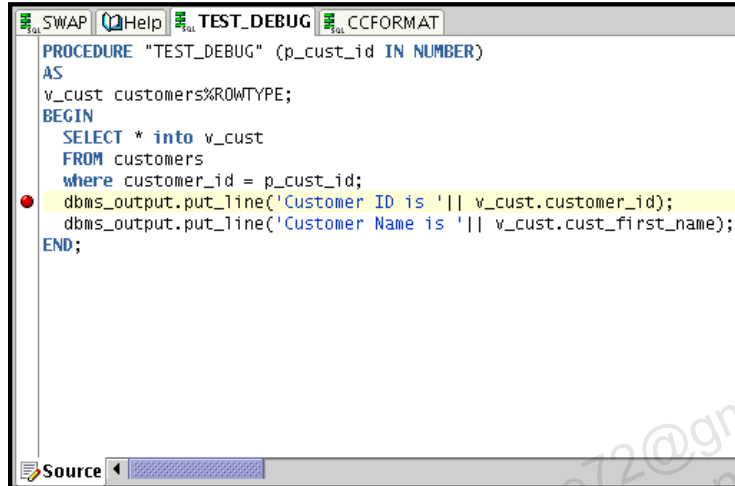 SWAP Help TEST_DEBUG CCFORMAT
PROCEDURE "TEST_DEBUG" (p_cust_id IN NUMBER)
AS
v_cust customers%ROWTYPE;
BEGIN
SELECT * into v_cust
FROM customers
where customer_id = p_cust_id;
dbms_output.put_line('Customer ID is '|| v_cust.customer_id);
dbms_output.put_line('Customer Name is '|| v_cust.cust_first_name);
END;
Source